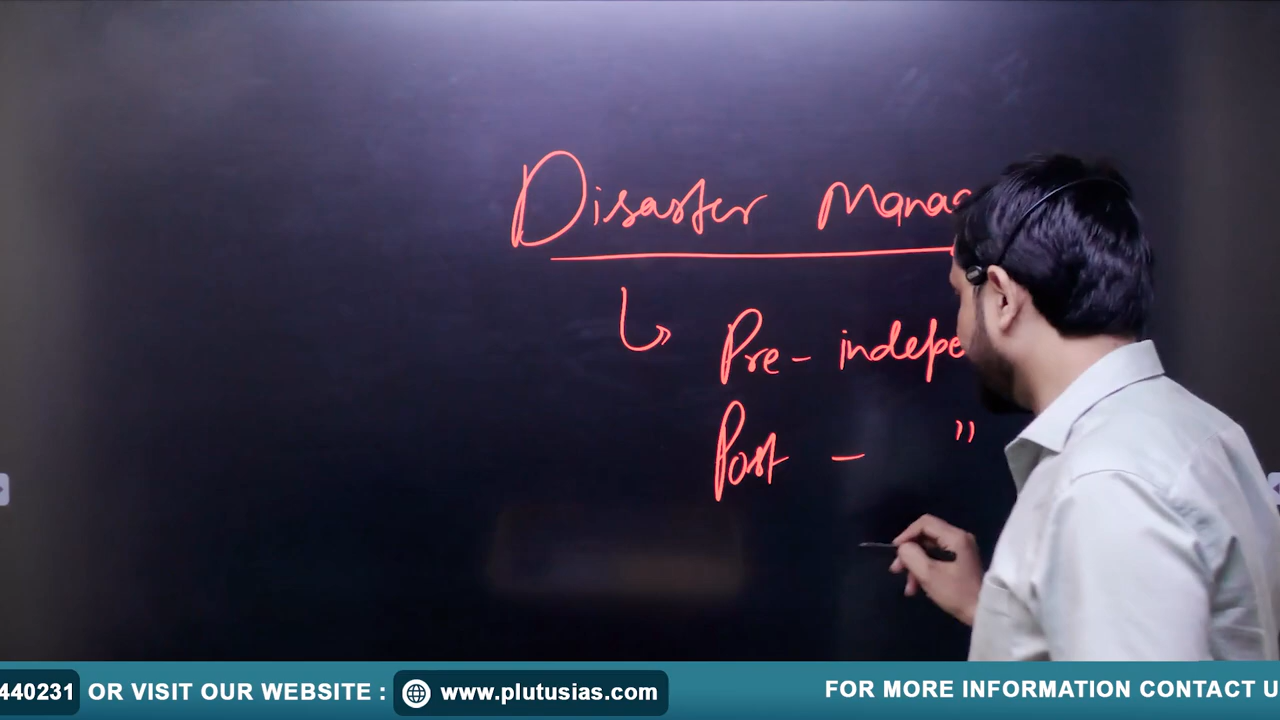 Disaster Manag
Pre - indepe
Post - "
440231 OR VISIT OUR WEBSITE : www.plutusias.com FOR MORE INFORMATION CONTACT U